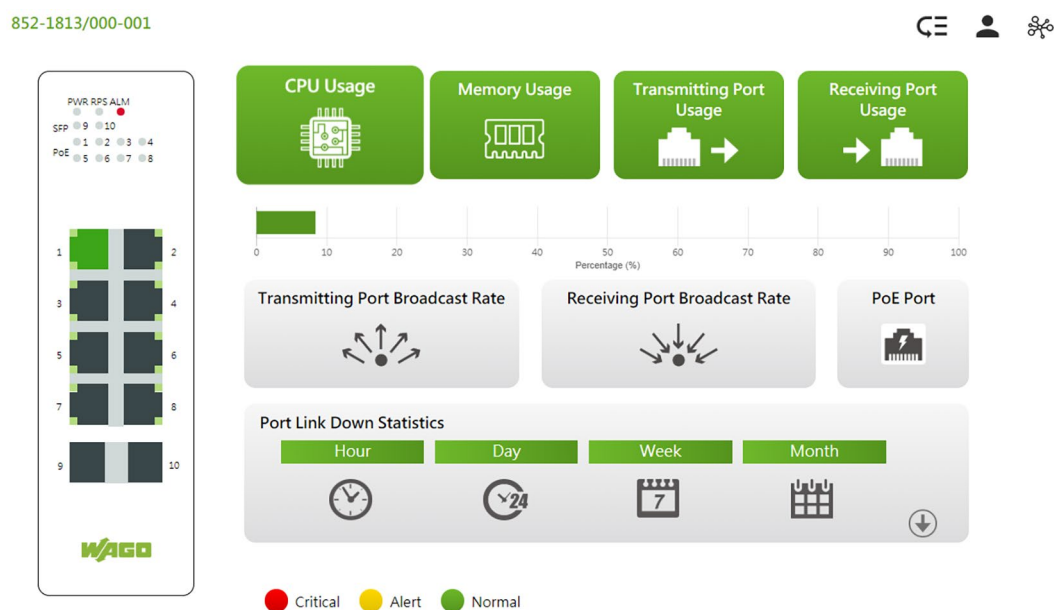 852-1813/000-001
PWR RPS ALM
SFP 9 10
1 2 3 4
PoE 5 6 7 8
1 2
3 4
5 6
7 8
9 10
WAGO
CPU Usage
Memory Usage
Transmitting Port
Usage
Receiving Port
Usage
0 10 20 30 40 50 60 70 80 90 100
Percentage (%)
Transmitting Port Broadcast Rate
Receiving Port Broadcast Rate
PoE Port
Port Link Down Statistics
Hour Day Week Month
24 7
Critical Alert Normal